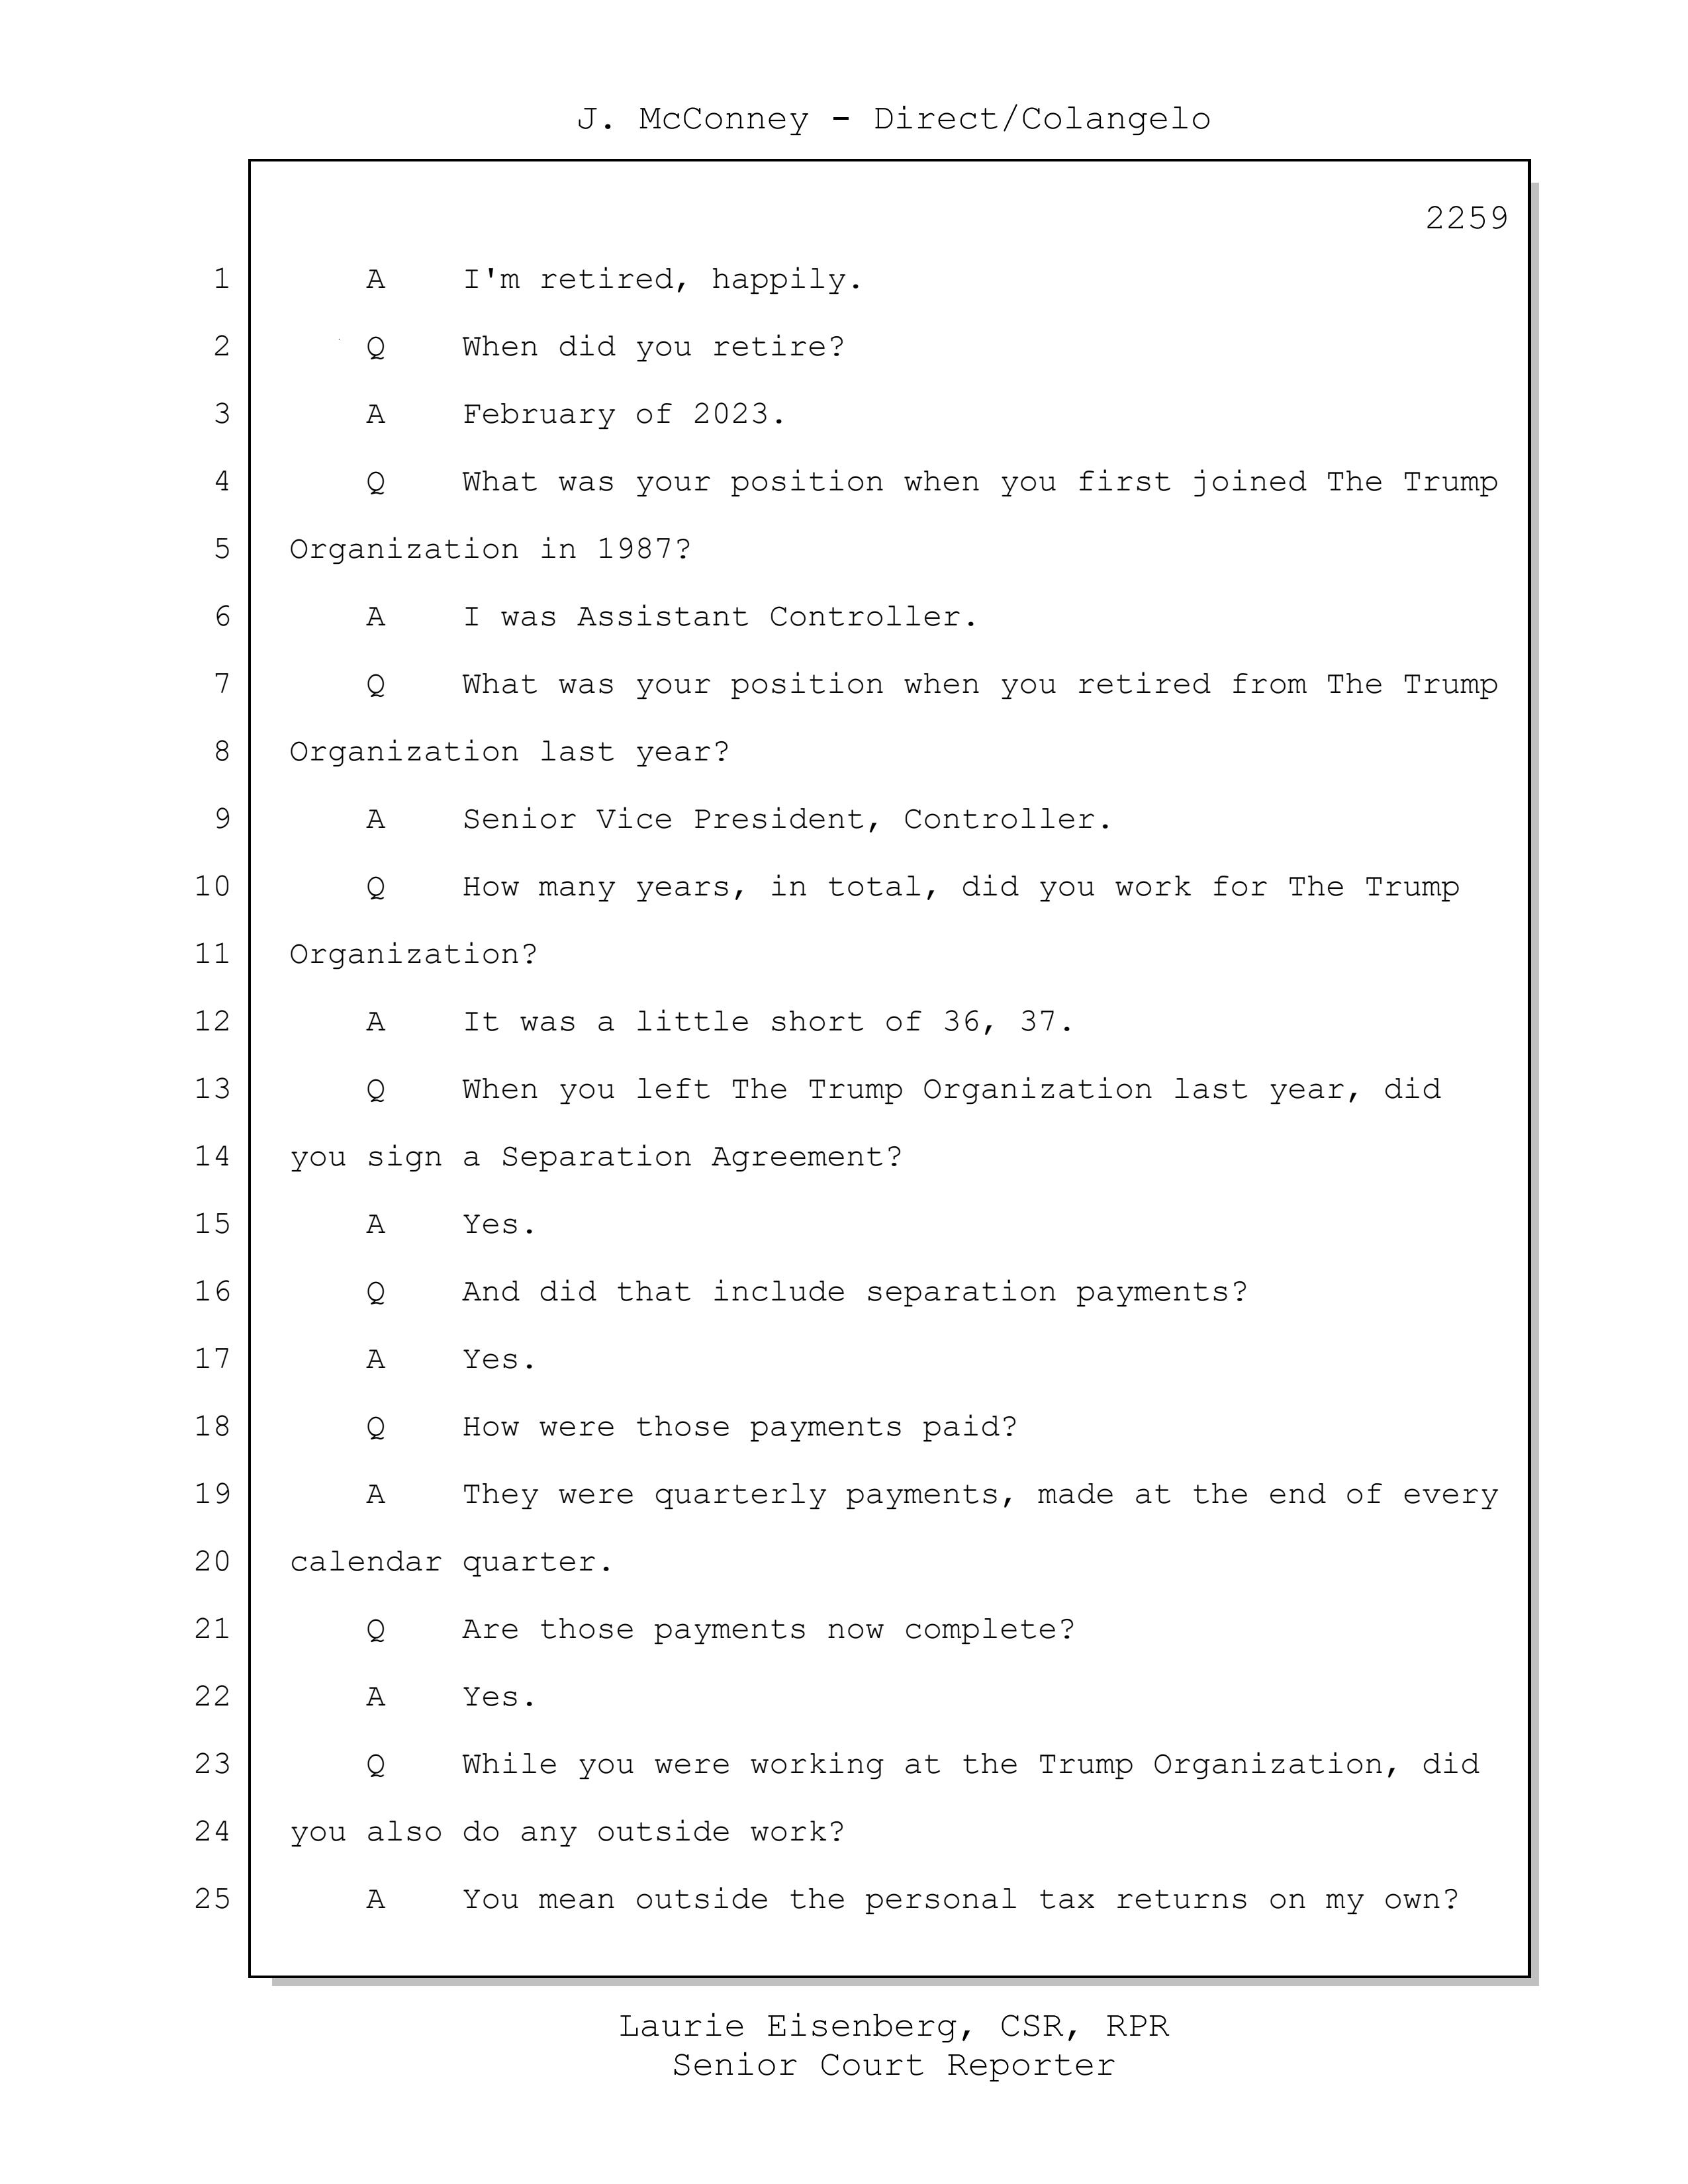 J. McConney - Direct/Colangelo
2259
1 A I'm retired, happily.
2 Q When did you retire?
3 A February of 2023.
4 Q What was your position when you first joined The Trump
5 Organization in 1987?
6 A I was Assistant Controller.
7 Q What was your position when you retired from The Trump
8 Organization last year?
9 A Senior Vice President, Controller.
10 Q How many years, in total, did you work for The Trump
11 Organization?
12 A It was a little short of 36, 37.
13 Q When you left The Trump Organization last year, did
14 you sign a Separation Agreement?
15 A Yes.
16 Q And did that include separation payments?
17 A Yes.
18 Q How were those payments paid?
19 A They were quarterly payments, made at the end of every
20 calendar quarter.
21 Q Are those payments now complete?
22 A Yes.
23 Q While you were working at the Trump Organization, did
24 you also do any outside work?
25 A You mean outside the personal tax returns on my own?
Laurie Eisenberg, CSR, RPR
Senior Court Reporter